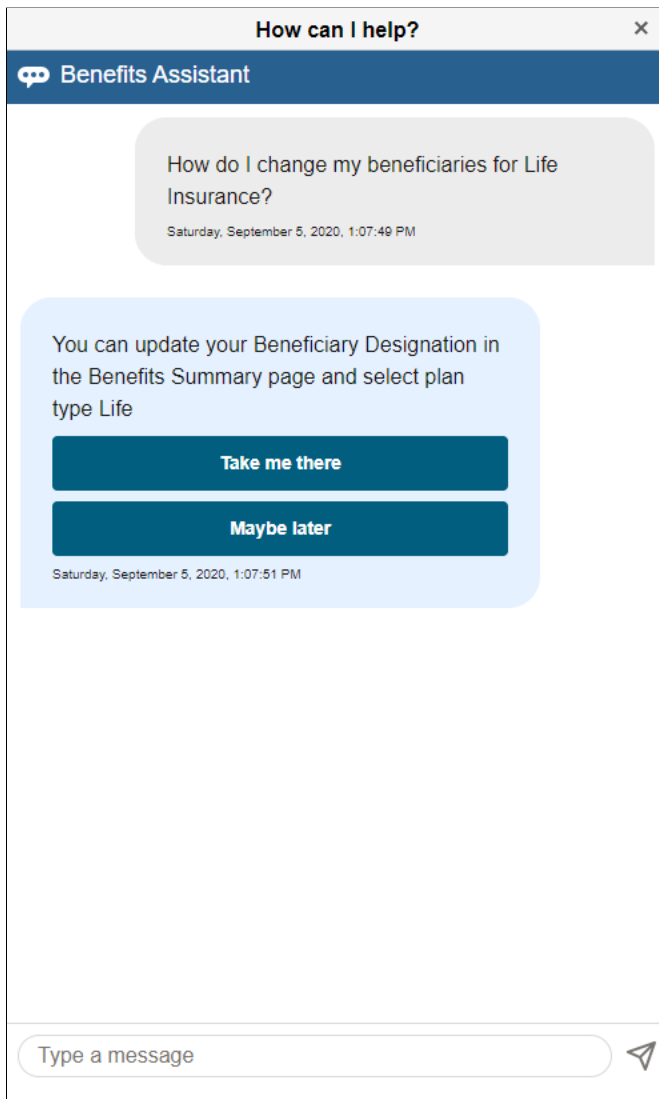 How can I help?
Benefits Assistant
How do I change my beneficiaries for Life
Insurance?
Saturday, September 5, 2020, 1:07:49 PM
You can update your Beneficiary Designation in
the Benefits Summary page and select plan
type Life
Take me there
Maybe later
Saturday, September 5, 2020, 1:07:51 PM
Type a message